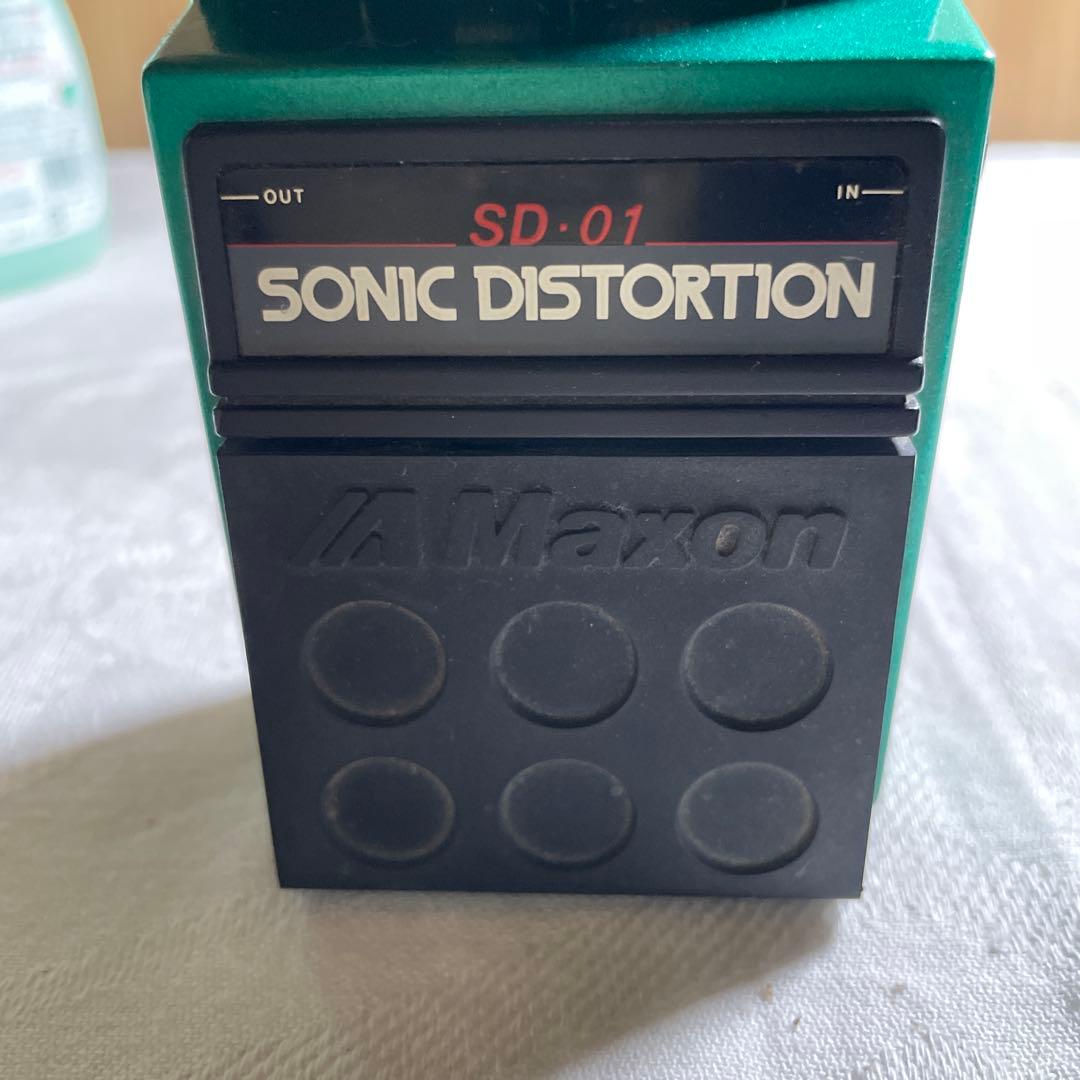 OUT IN
SD·01
SONIC DISTORTION
Maxon